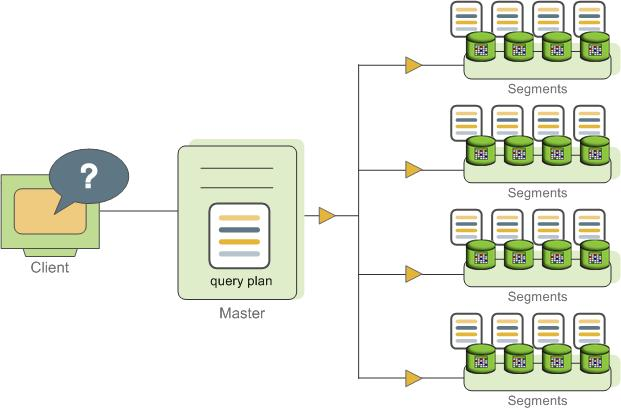 ?
Client
query plan
Master
Segments
Segments
Segments
Segments